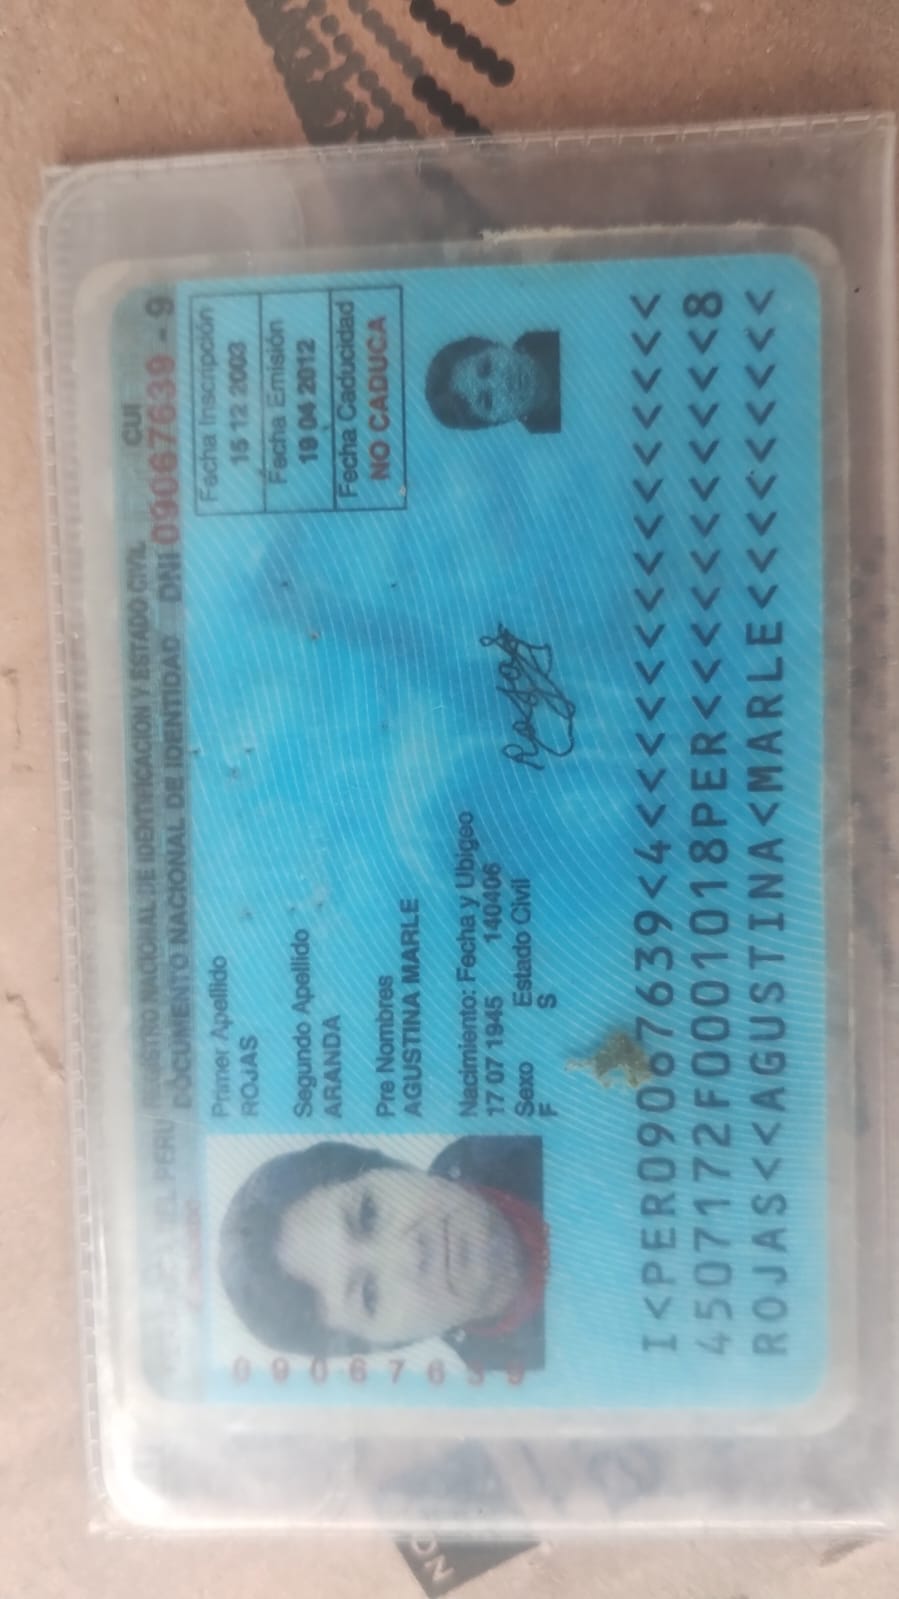 REGISTRO NACIONAL DE IDENTIFICACION Y ESTADO CIVIL
CUI
DOCUMENTO NACIONAL DE IDENTIDAD DNI 09067639 - 9
Primer Apellido
ROJAS
Segundo Apellido
ARANDA
Pre Nombres
AGUSTINA MARLE
Nacimiento: Fecha y Ubigeo
17 07 1945 140406
Sexo Estado Civil
F S
Fecha Inscripción
15 12 2003
Fecha Emisión
19 04 2012
Fecha Caducidad
NO CADUCA
09067639
I<PER09067639<4<<<<<<<<<<<<<<<
4507172F0001018PER<<<<<<<<<<<8
ROJAS<<AGUSTINA<MARLE<<<<<<<<<